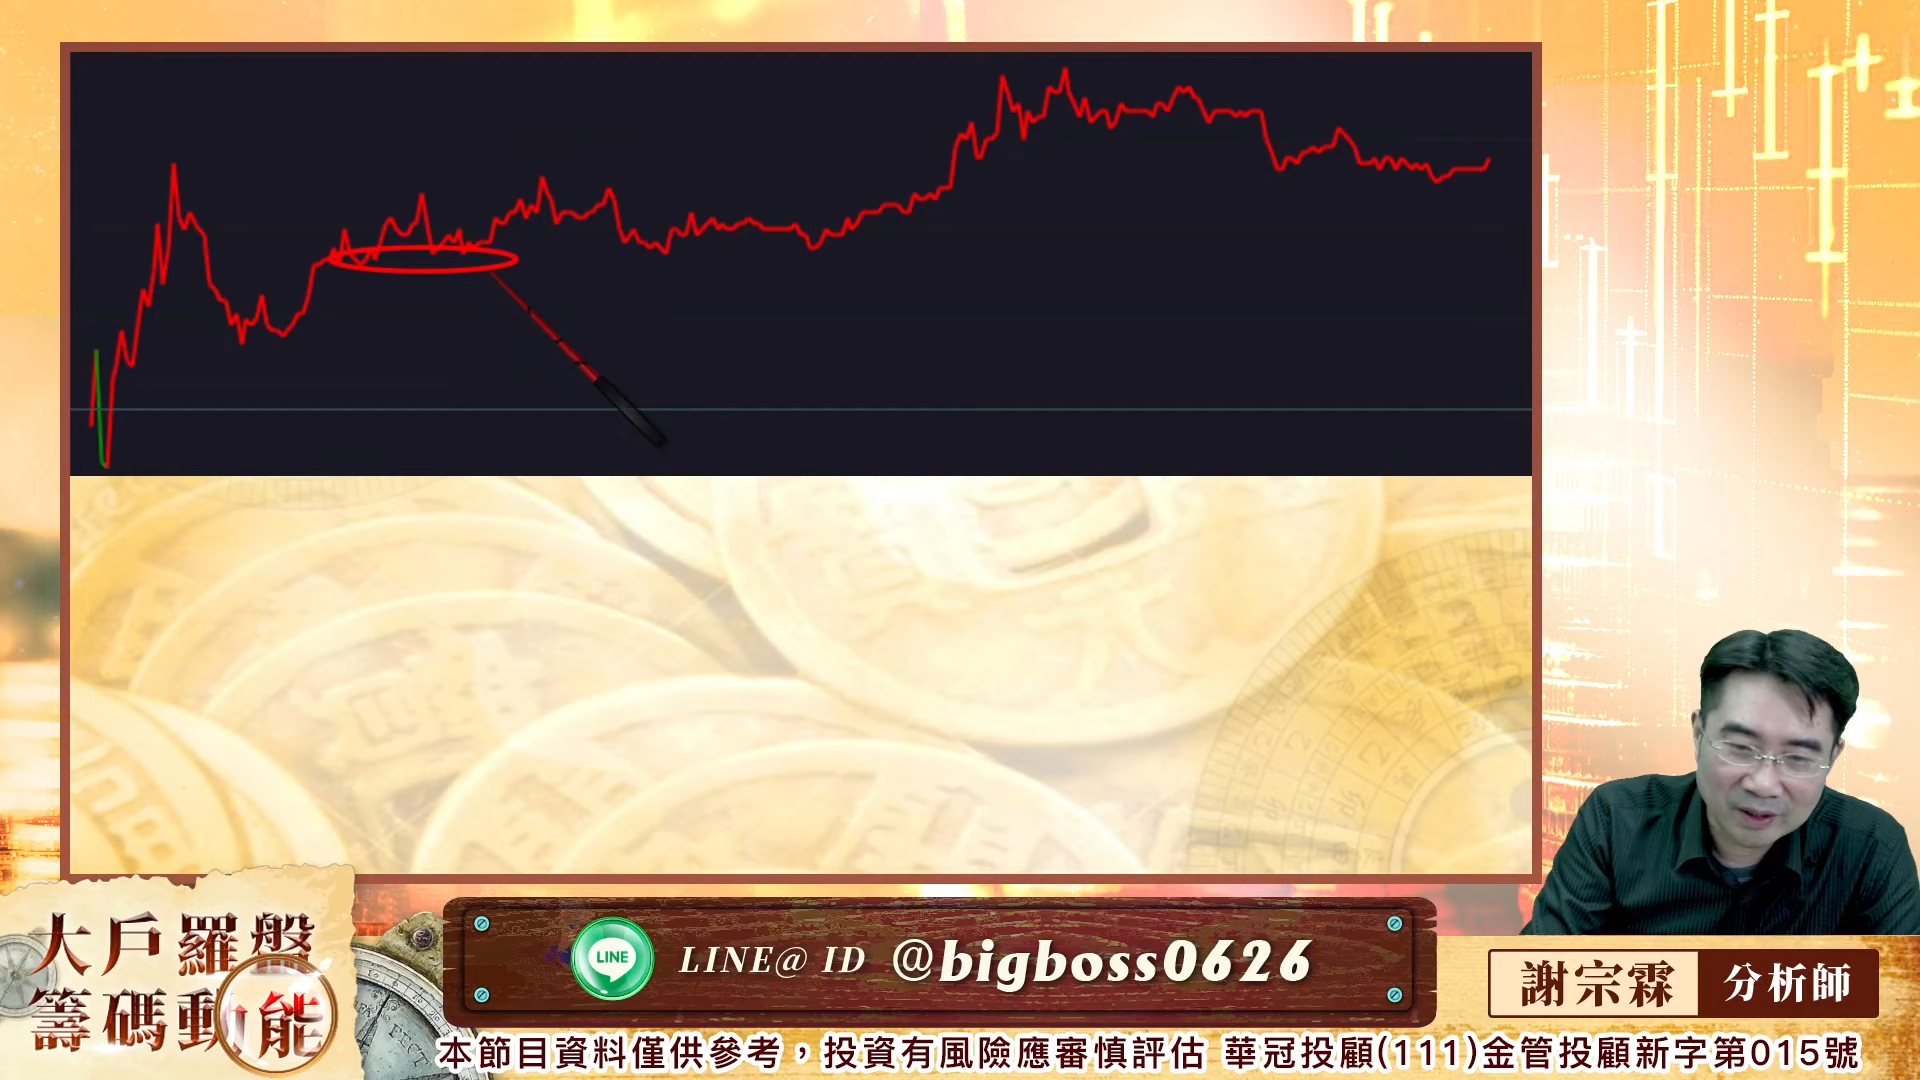 大戶羅盤
籌碼動能
LINE
LINE@ ID @bigboss0626
謝宗霖 分析師
本節目資料僅供參考，投資有風險應審慎評估 華冠投顧(111)金管投顧新字第015號